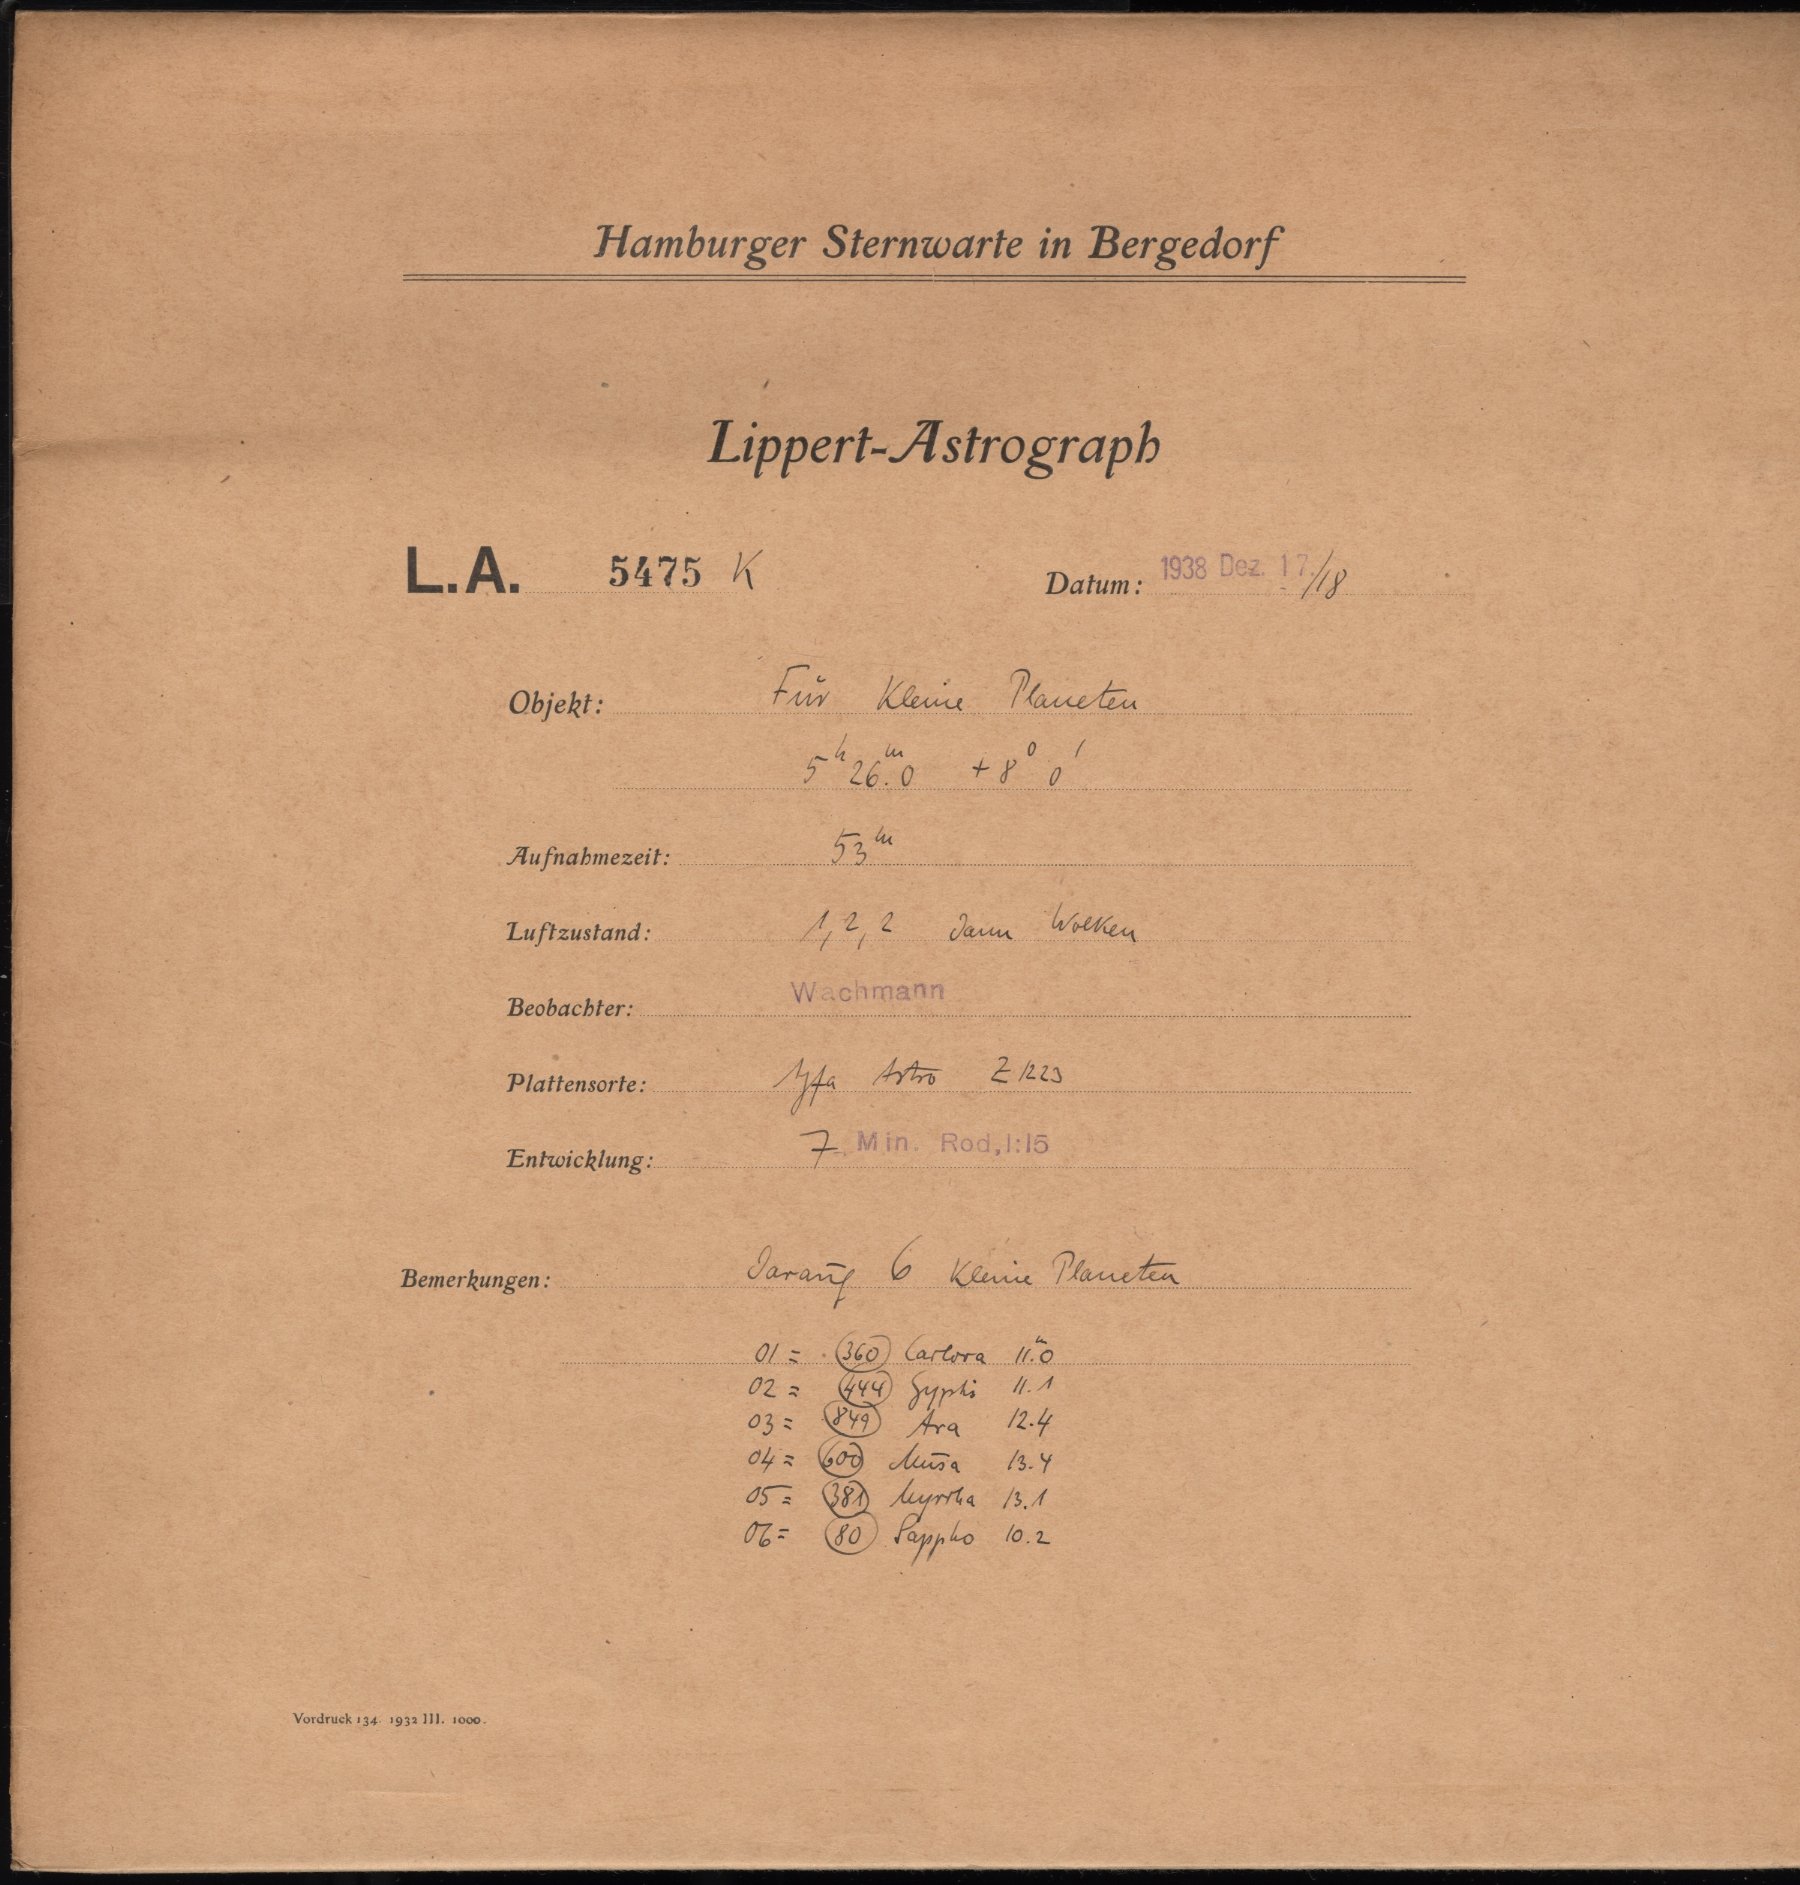 Hamburger Sternwarte in Bergedorf
Lippert-Astrograph
L.A. 5475 K Datum: 1938 Dez. 17./18
Objekt: Für Kleine Planeten
5ʰ 26ᵐ.0 +8° 0'
Aufnahmezeit: 53ᵐ
Luftzustand: 1, 2, 2 dann Wolken
Beobachter: Wachmann
Plattensorte: Agfa Astro Z 1223
Entwicklung: 7 Min. Rod, 1:15
Bemerkungen: Darauf 6 Kleine Planeten
01 = 360 Carlova 11ᵐ.0
02 = 444 Gyptis 11.1
03 = 849 Ara 12.4
04 = 600 Musa 13.4
05 = 381 Myrrha 13.1
06 = 80 Sappho 10.2
Vordruck 134. 1932 III. 1000.